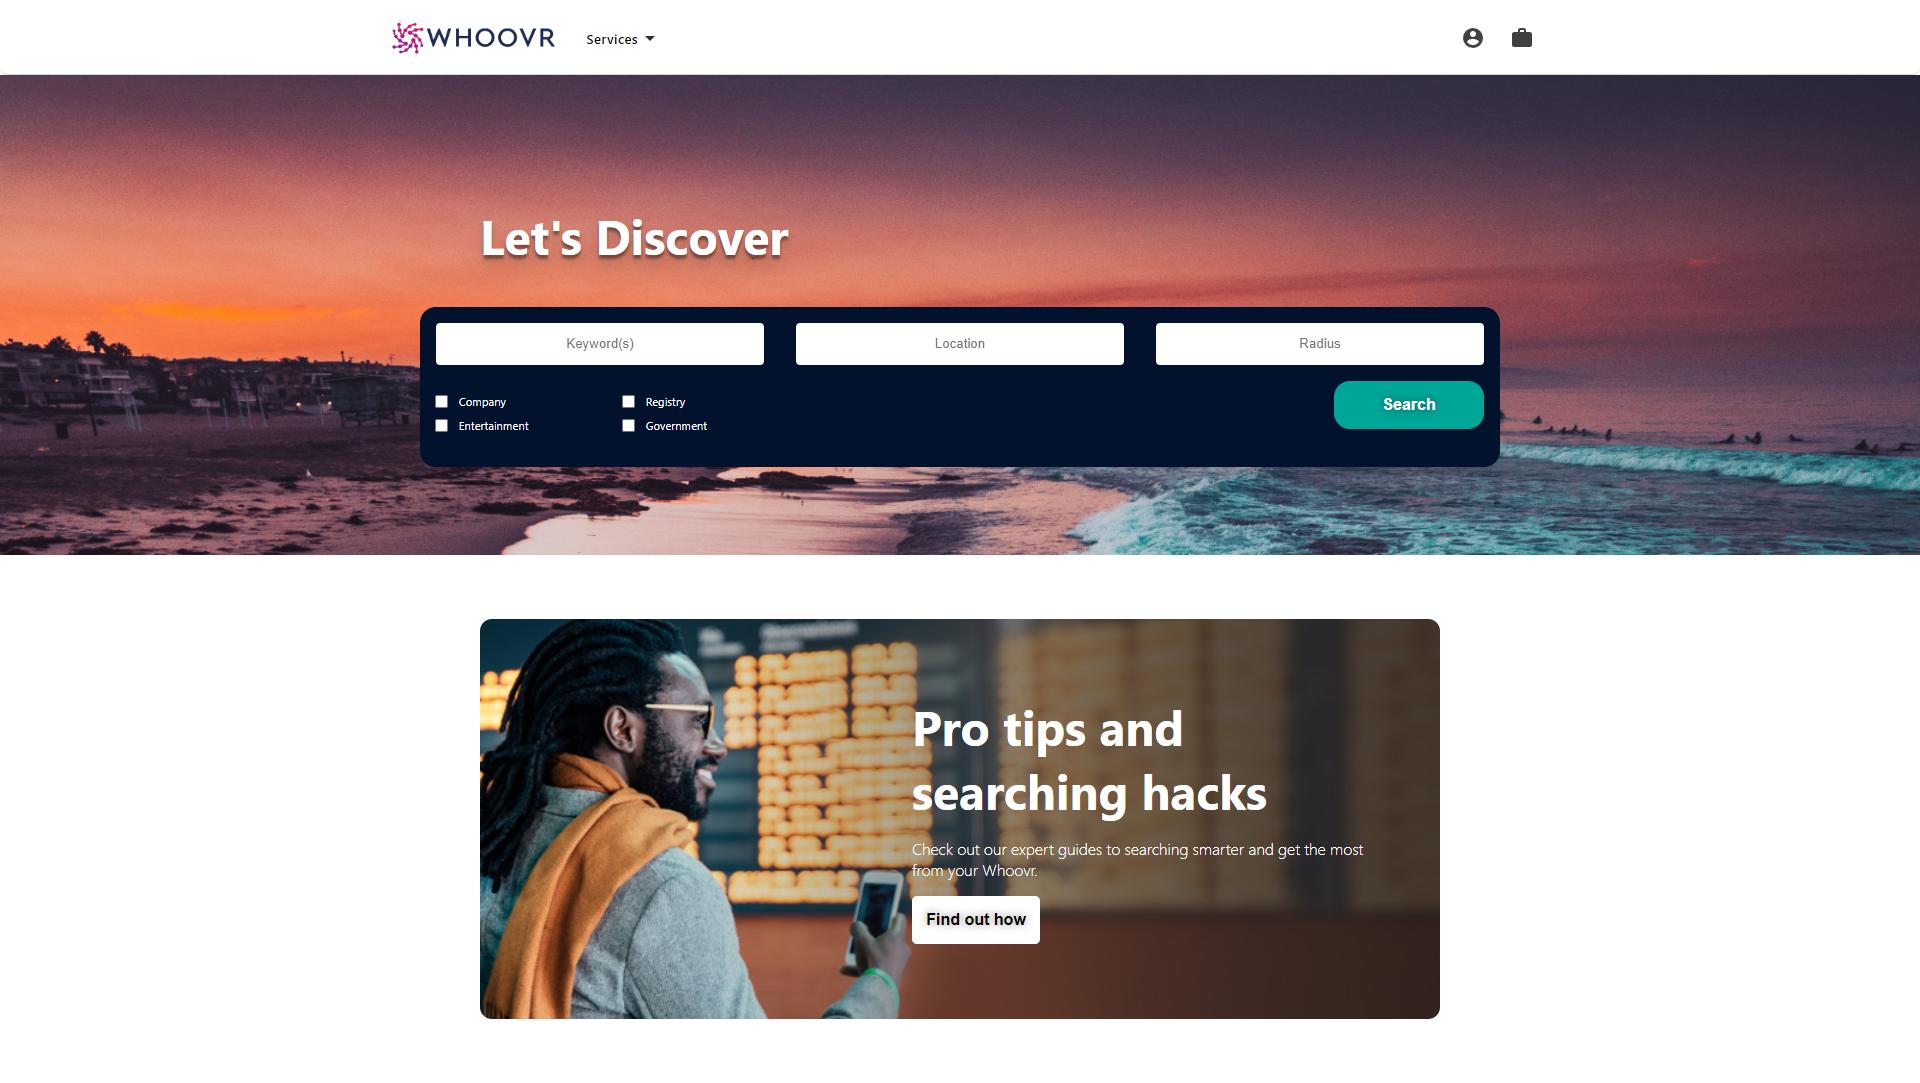 WHOOVR
Services
Let's Discover
Keyword(s)
Location
Radius
Company
Registry
Search
Entertainment
Government
Pro tips and
searching hacks
Check out our expert guides to searching smarter and get the most
from your Whoovr.
Find out how